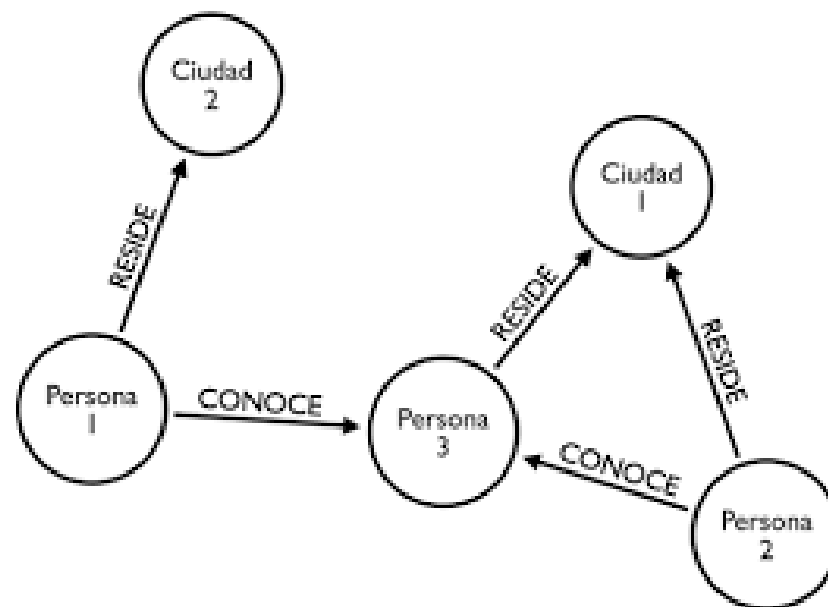 Ciudad
2
Ciudad
1
RESIDE
RESIDE
RESIDE
Persona
1
CONOCE
Persona
3
CONOCE
Persona
2